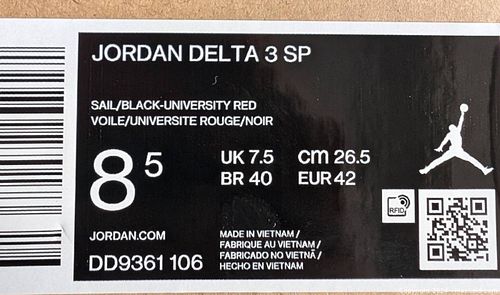 JORDAN DELTA 3 SP
SAIL/BLACK-UNIVERSITY RED
VOILE/UNIVERSITE ROUGE/NOIR
8 5
UK 7.5 cm 26.5
BR 40 EUR 42
RFID
JORDAN.COM
DD9361 106
MADE IN VIETNAM /
FABRIQUE AU VIETNAM /
FABRICADO NO VIETNÃ /
HECHO EN VIETNAM